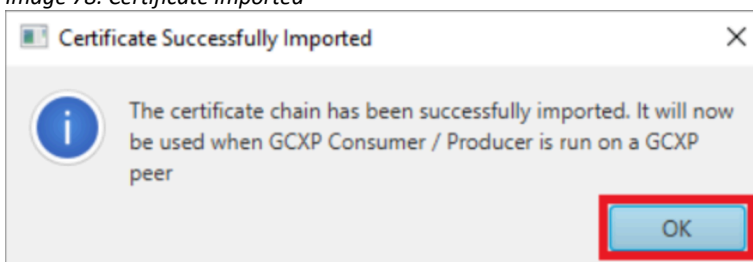 Image 78: Certificate Imported
Certificate Successfully Imported
The certificate chain has been successfully imported. It will now
be used when GCXP Consumer / Producer is run on a GCXP
peer
OK